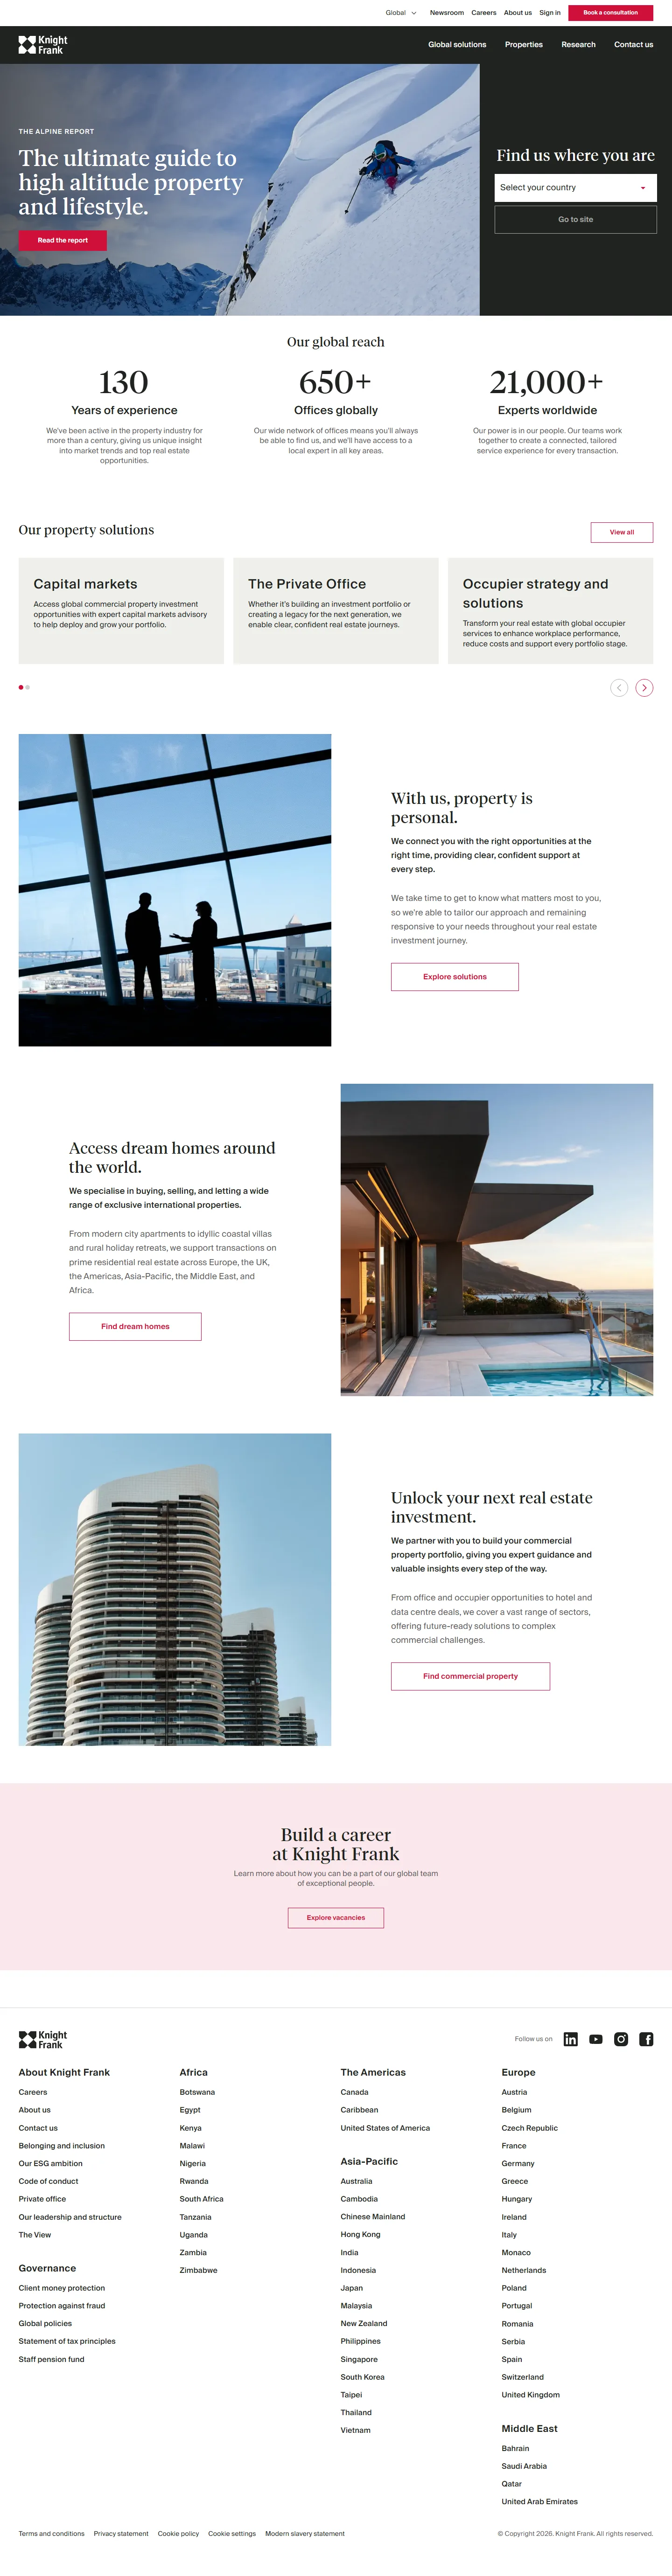 Global
Newsroom
Careers
About us
Sign in
Book a consultation
Knight
Frank
Global solutions
Properties
Research
Contact us
THE ALPINE REPORT
The ultimate guide to
high altitude property
and lifestyle.
Read the report
Find us where you are
Select your country
Go to site
Our global reach
130
Years of experience
We've been active in the property industry for
more than a century, giving us unique insight
into market trends and top real estate
opportunities.
650+
Offices globally
Our wide network of offices means you'll always
be able to find us, and we'll have access to a
local expert in all key areas.
21,000+
Experts worldwide
Our power is in our people. Our teams work
together to create a connected, tailored
service experience for every transaction.
Our property solutions
View all
Capital markets
Access global commercial property investment
opportunities with expert capital markets advisory
to help deploy and grow your portfolio.
The Private Office
Whether it's building an investment portfolio or
creating a legacy for the next generation, we
enable clear, confident real estate journeys.
Occupier strategy and
solutions
Transform your real estate with global occupier
services to enhance workplace performance,
reduce costs and support every portfolio stage.
With us, property is
personal.
We connect you with the right opportunities at the
right time, providing clear, confident support at
every step.
We take time to get to know what matters most to you,
so we're able to tailor our approach and remaining
responsive to your needs throughout your real estate
investment journey.
Explore solutions
Access dream homes around
the world.
We specialise in buying, selling, and letting a wide
range of exclusive international properties.
From modern city apartments to idyllic coastal villas
and rural holiday retreats, we support transactions on
prime residential real estate across Europe, the UK,
the Americas, Asia-Pacific, the Middle East, and
Africa.
Find dream homes
Unlock your next real estate
investment.
We partner with you to build your commercial
property portfolio, giving you expert guidance and
valuable insights every step of the way.
From office and occupier opportunities to hotel and
data centre deals, we cover a vast range of sectors,
offering future-ready solutions to complex
commercial challenges.
Find commercial property
Build a career
at Knight Frank
Learn more about how you can be a part of our global team
of exceptional people.
Explore vacancies
Knight
Frank
Follow us on
About Knight Frank
Careers
About us
Contact us
Belonging and inclusion
Our ESG ambition
Code of conduct
Private office
Our leadership and structure
The View
Governance
Client money protection
Protection against fraud
Global policies
Statement of tax principles
Staff pension fund
Africa
Botswana
Egypt
Kenya
Malawi
Nigeria
Rwanda
South Africa
Tanzania
Uganda
Zambia
Zimbabwe
The Americas
Canada
Caribbean
United States of America
Asia-Pacific
Australia
Cambodia
Chinese Mainland
Hong Kong
India
Indonesia
Japan
Malaysia
New Zealand
Philippines
Singapore
South Korea
Taipei
Thailand
Vietnam
Europe
Austria
Belgium
Czech Republic
France
Germany
Greece
Hungary
Ireland
Italy
Monaco
Netherlands
Poland
Portugal
Romania
Serbia
Spain
Switzerland
United Kingdom
Middle East
Bahrain
Saudi Arabia
Qatar
United Arab Emirates
Terms and conditions
Privacy statement
Cookie policy
Cookie settings
Modern slavery statement
© Copyright 2026. Knight Frank. All rights reserved.